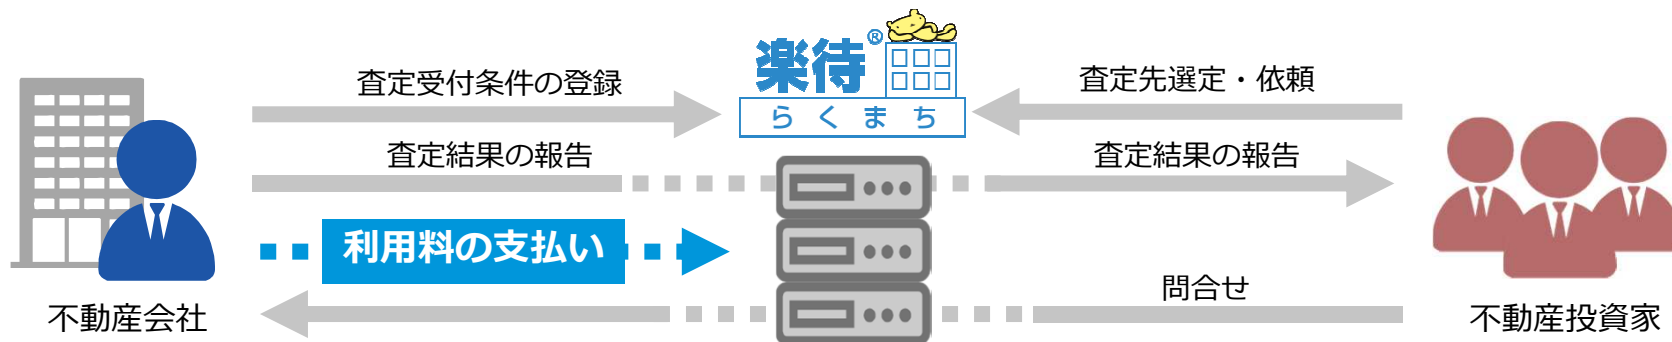 楽待®
らくまち
査定受付条件の登録
査定先選定・依頼
査定結果の報告
査定結果の報告
利用料の支払い
問合せ
不動産会社
不動産投資家